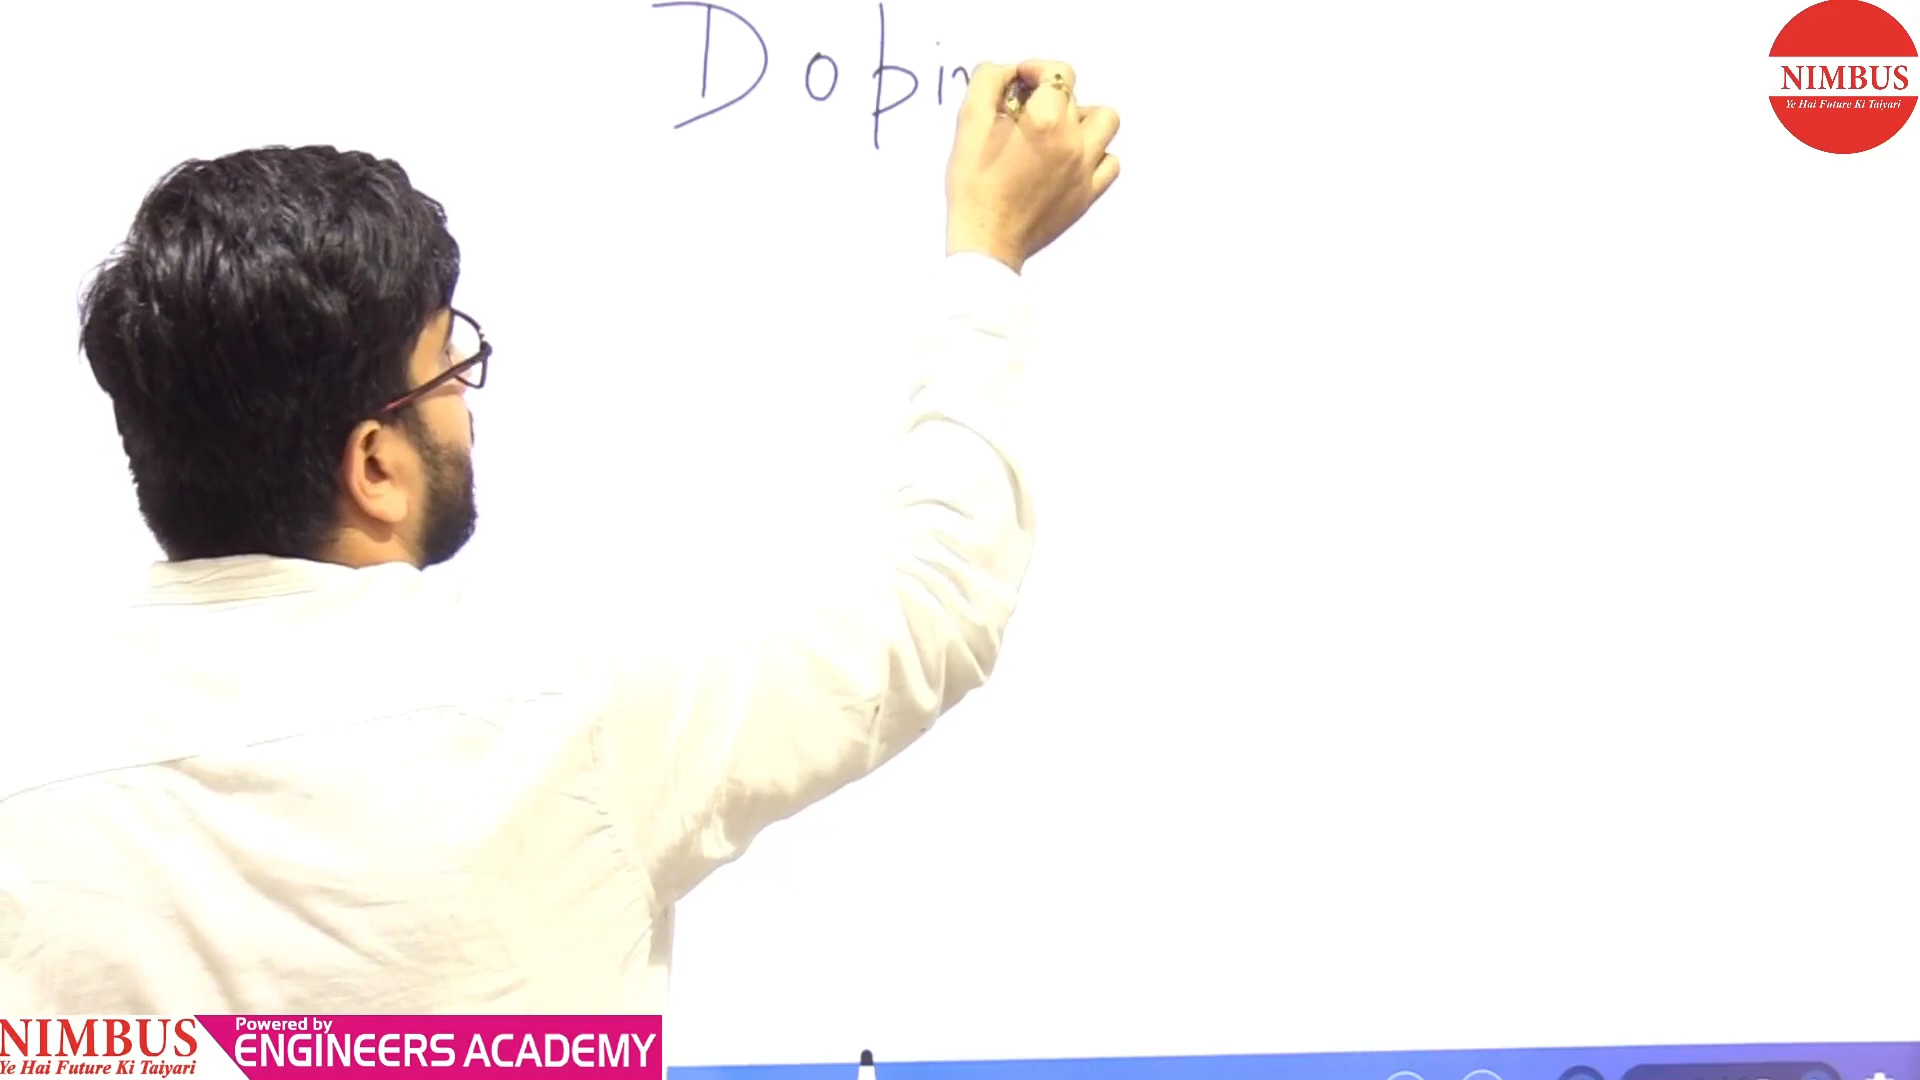 Dopin
NIMBUS
Ye Hai Future Ki Taiyari
NIMBUS
Ye Hai Future Ki Taiyari
Powered by
ENGINEERS ACADEMY